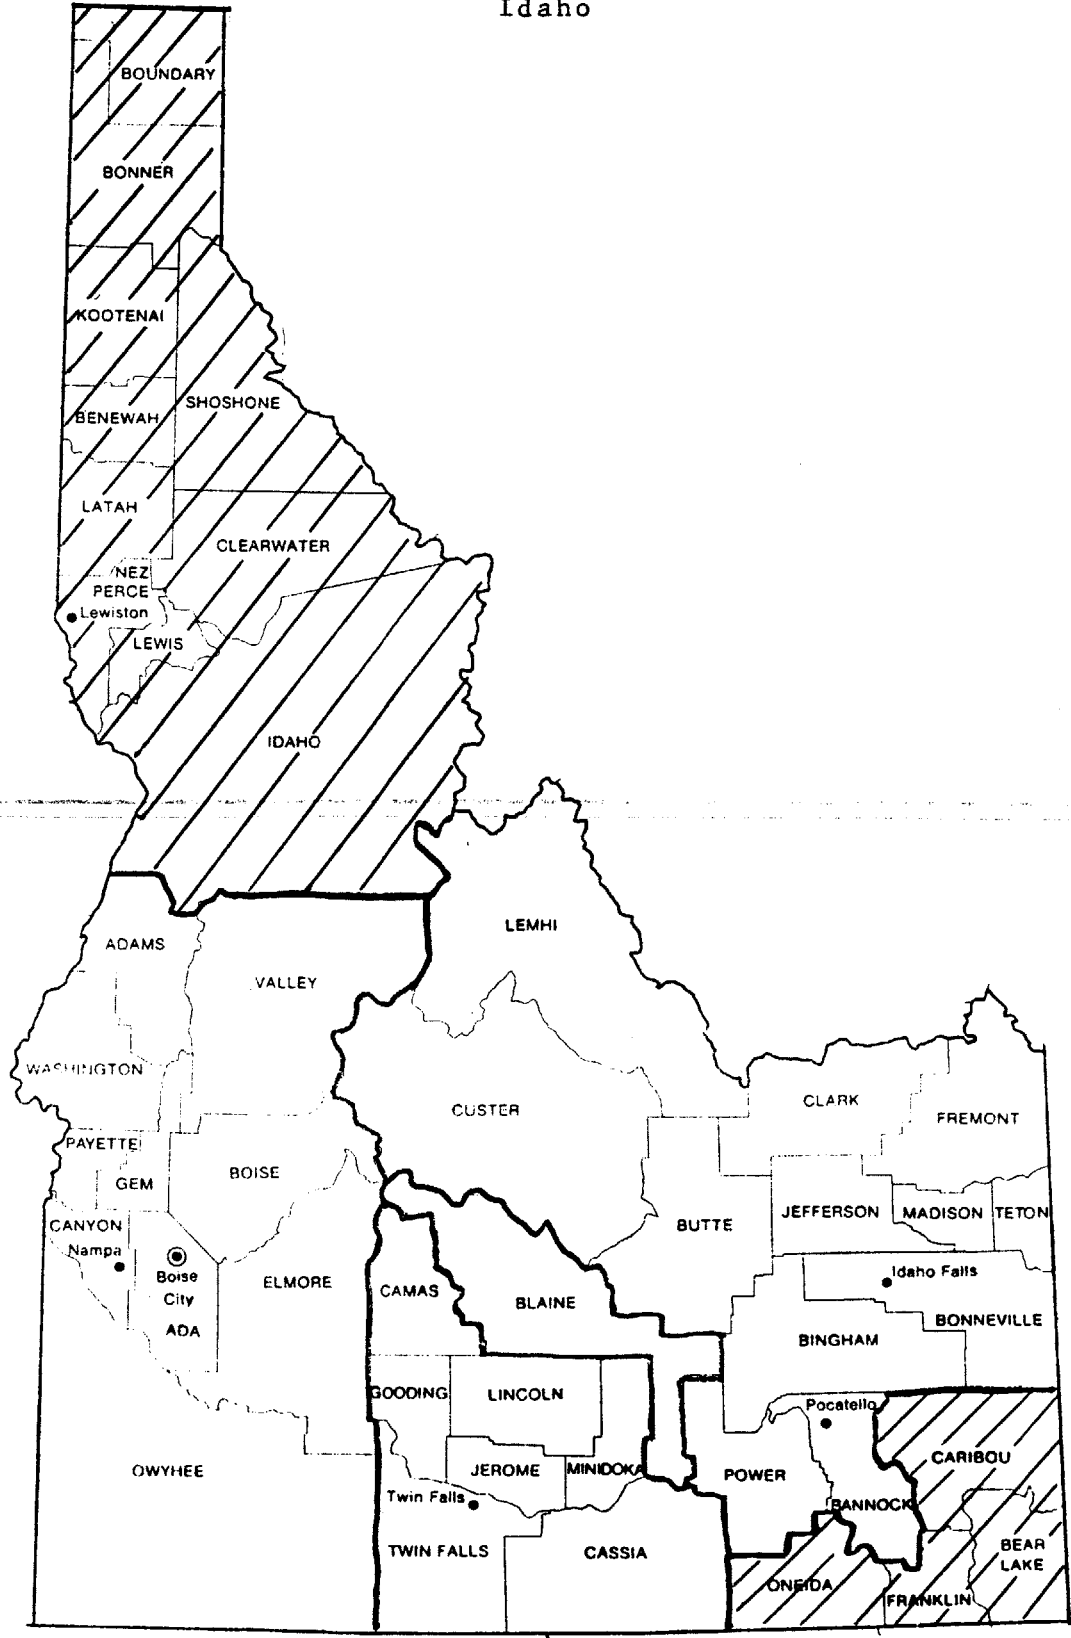 Idaho
BOUNDARY
BONNER
KOOTENAI
BENEWAH
SHOSHONE
LATAH
CLEARWATER
NEZ
PERCE
Lewiston
LEWIS
IDAHO
LEMHI
ADAMS
VALLEY
WASHINGTON
CUSTER
CLARK
FREMONT
PAYETTE
GEM
BOISE
CANYON
Nampa
Boise
City
ADA
ELMORE
CAMAS
BLAINE
BUTTE
JEFFERSON
MADISON
TETON
Idaho Falls
BONNEVILLE
BINGHAM
GOODING
LINCOLN
Pocatello
OWYHEE
JEROME
MINIDOKA
POWER
CARIBOU
Twin Falls
BANNOCK
TWIN FALLS
CASSIA
BEAR
LAKE
ONEIDA
FRANKLIN